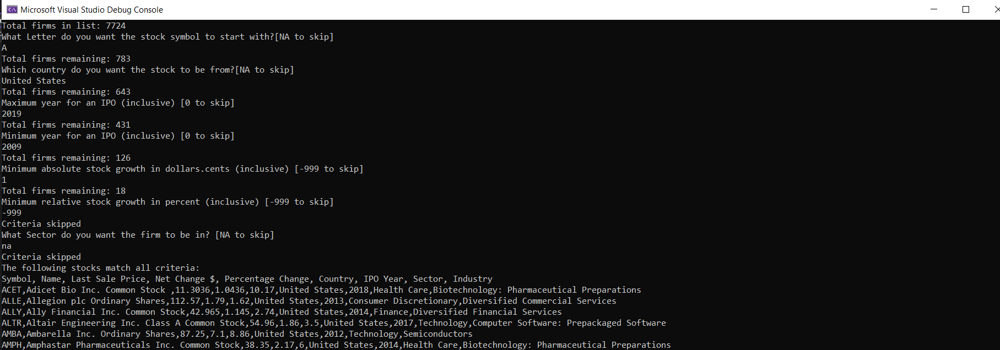 Microsoft Visual Studio Debug Console
Total firms in list: 7724
What Letter do you want the stock symbol to start with?[NA to skip]
A
Total firms remaining: 783
Which country do you want the stock to be from?[NA to skip]
United States
Total firms remaining: 643
Maximum year for an IPO (inclusive) [0 to skip]
2019
Total firms remaining: 431
Minimum year for an IPO (inclusive) [0 to skip]
2009
Total firms remaining: 126
Minimum absolute stock growth in dollars.cents (inclusive) [-999 to skip]
1
Total firms remaining: 18
Minimum relative stock growth in percent (inclusive) [-999 to skip]
-999
Criteria skipped
What Sector do you want the firm to be in? [NA to skip]
na
Criteria skipped
The following stocks match all criteria:
Symbol, Name, Last Sale Price, Net Change $, Percentage Change, Country, IPO Year, Sector, Industry
ACET,Adicet Bio Inc. Common Stock ,11.3036,1.0436,10.17,United States,2018,Health Care,Biotechnology: Pharmaceutical Preparations
ALLE,Allegion plc Ordinary Shares,112.57,1.79,1.62,United States,2013,Consumer Discretionary,Diversified Commercial Services
ALLY,Ally Financial Inc. Common Stock,42.965,1.145,2.74,United States,2014,Finance,Diversified Financial Services
ALTR,Altair Engineering Inc. Class A Common Stock,54.96,1.86,3.5,United States,2017,Technology,Computer Software: Prepackaged Software
AMBA,Ambarella Inc. Ordinary Shares,87.25,7.1,8.86,United States,2012,Technology,Semiconductors
AMPH,Amphastar Pharmaceuticals Inc. Common Stock,38.35,2.17,6,United States,2014,Health Care,Biotechnology: Pharmaceutical Preparations